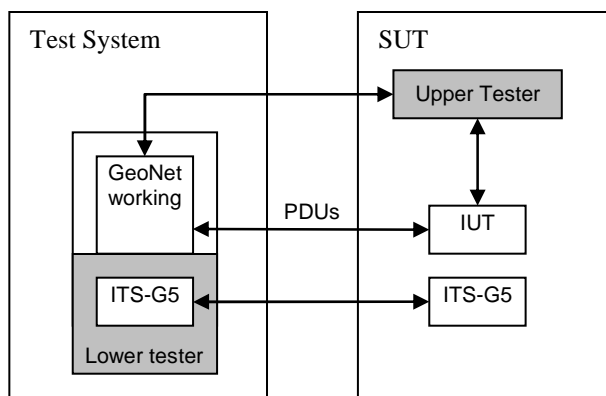 Test System
SUT
Upper Tester
GeoNet
working
PDUs
IUT
ITS-G5
ITS-G5
Lower tester